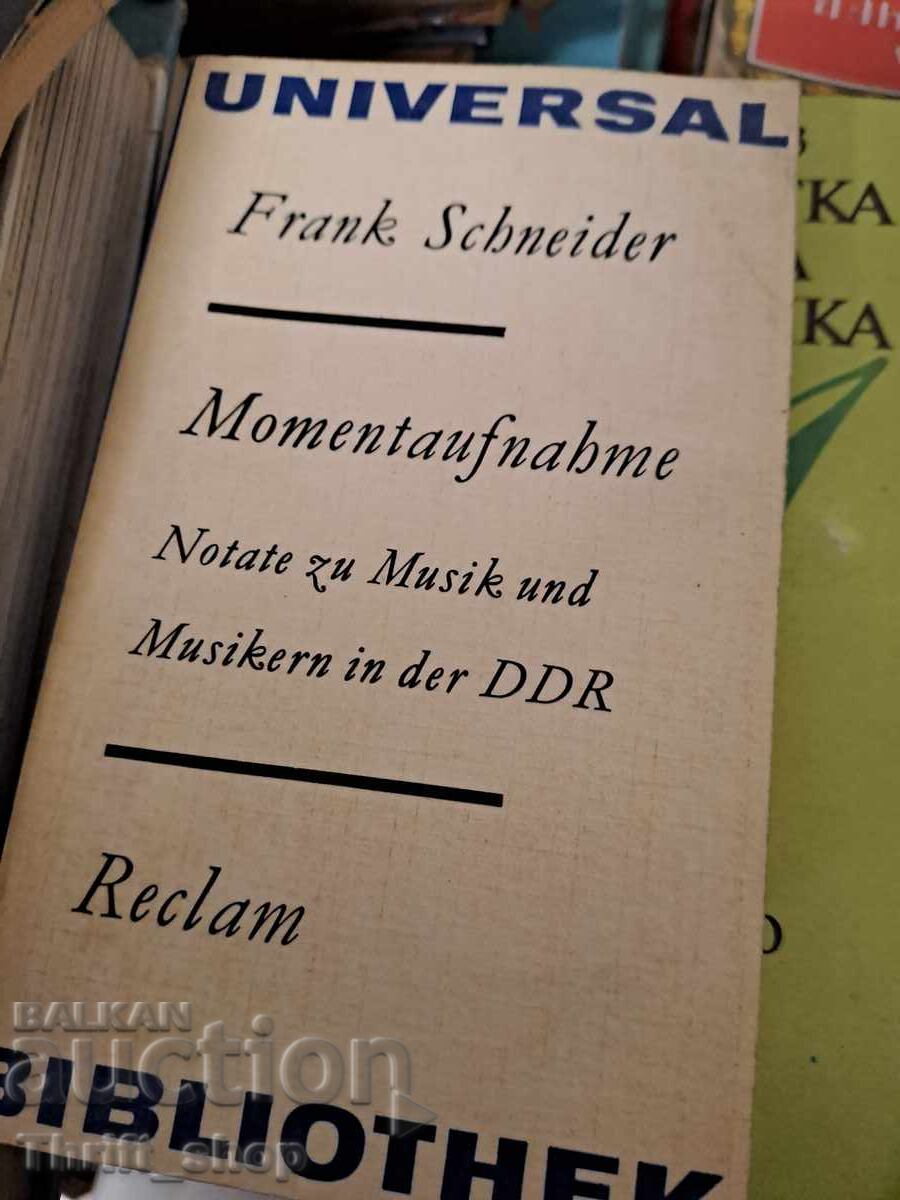 UNIVERSAL
Frank Schneider
Momentaufnahme
Notate zu Musik und
Musikern in der DDR
Reclam
BIBLIOTHEK
BALKAN
auction
Thrift_shop